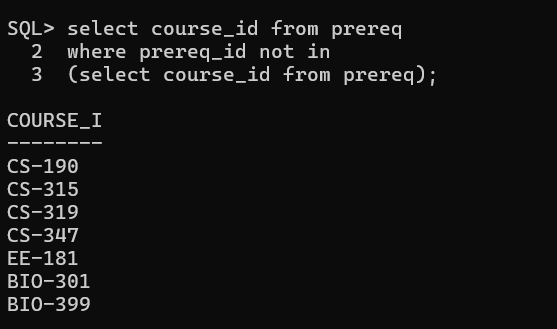 SQL> select course_id from prereq
  2  where prereq_id not in
  3  (select course_id from prereq);
COURSE_I
--------
CS-190
CS-315
CS-319
CS-347
EE-181
BIO-301
BIO-399